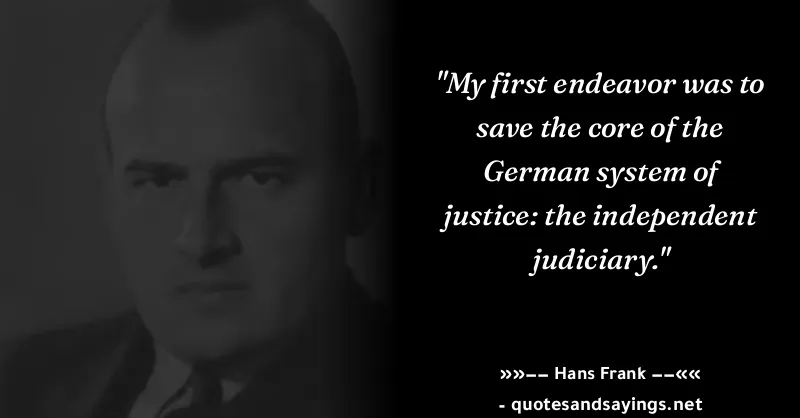 "My first endeavor was to
save the core of the
German system of
justice: the independent
judiciary."
»»–– Hans Frank ––««
- quotesandsayings.net